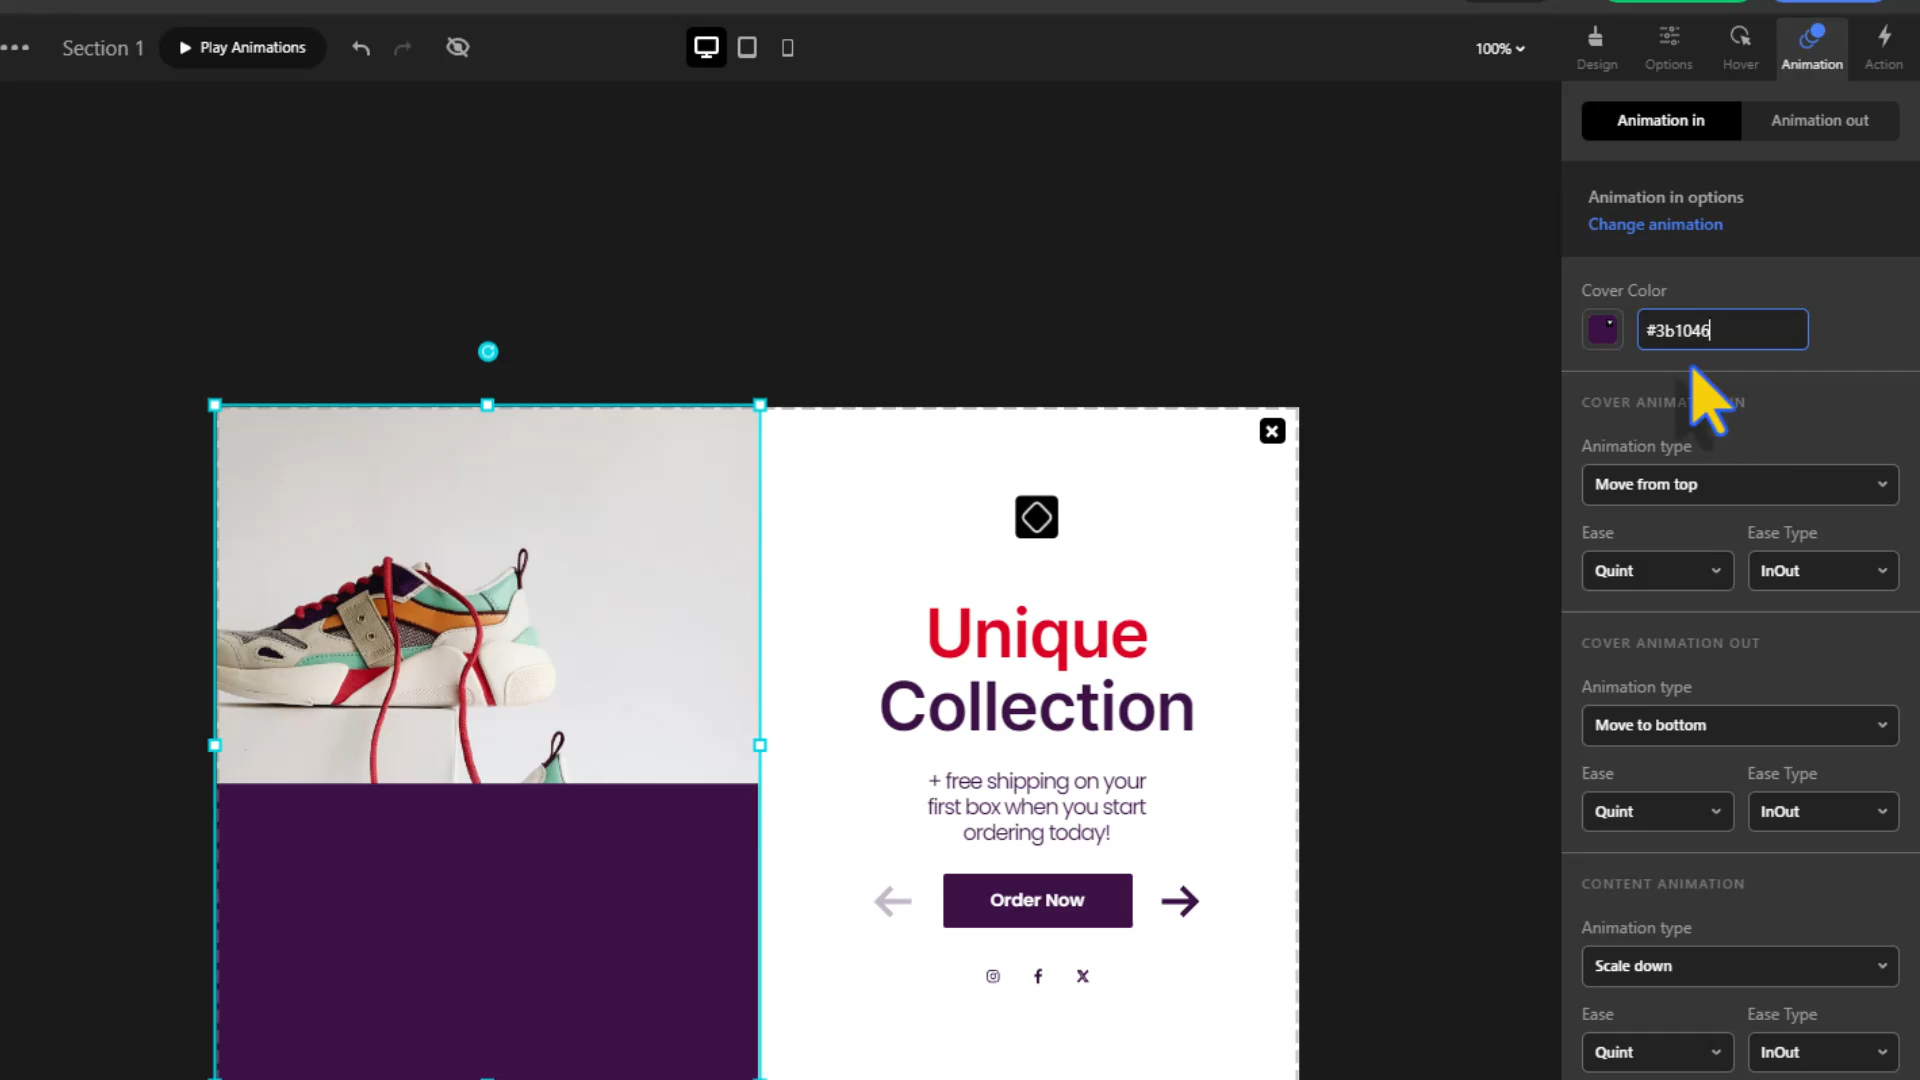 Section 1
Play Animations
100%
Design
Options
Hover
Animation
Action
Animation in
Animation out
Animation in options
Change animation
Cover Color
#3b1046
COVER ANIMA
Animation type
Move from top
Ease
Ease Type
Quint
InOut
COVER ANIMATION OUT
Animation type
Move to bottom
Ease
Ease Type
Quint
InOut
CONTENT ANIMATION
Animation type
Scale down
Ease
Ease Type
Quint
InOut
Unique
Collection
+ free shipping on your
first box when you start
ordering today!
Order Now